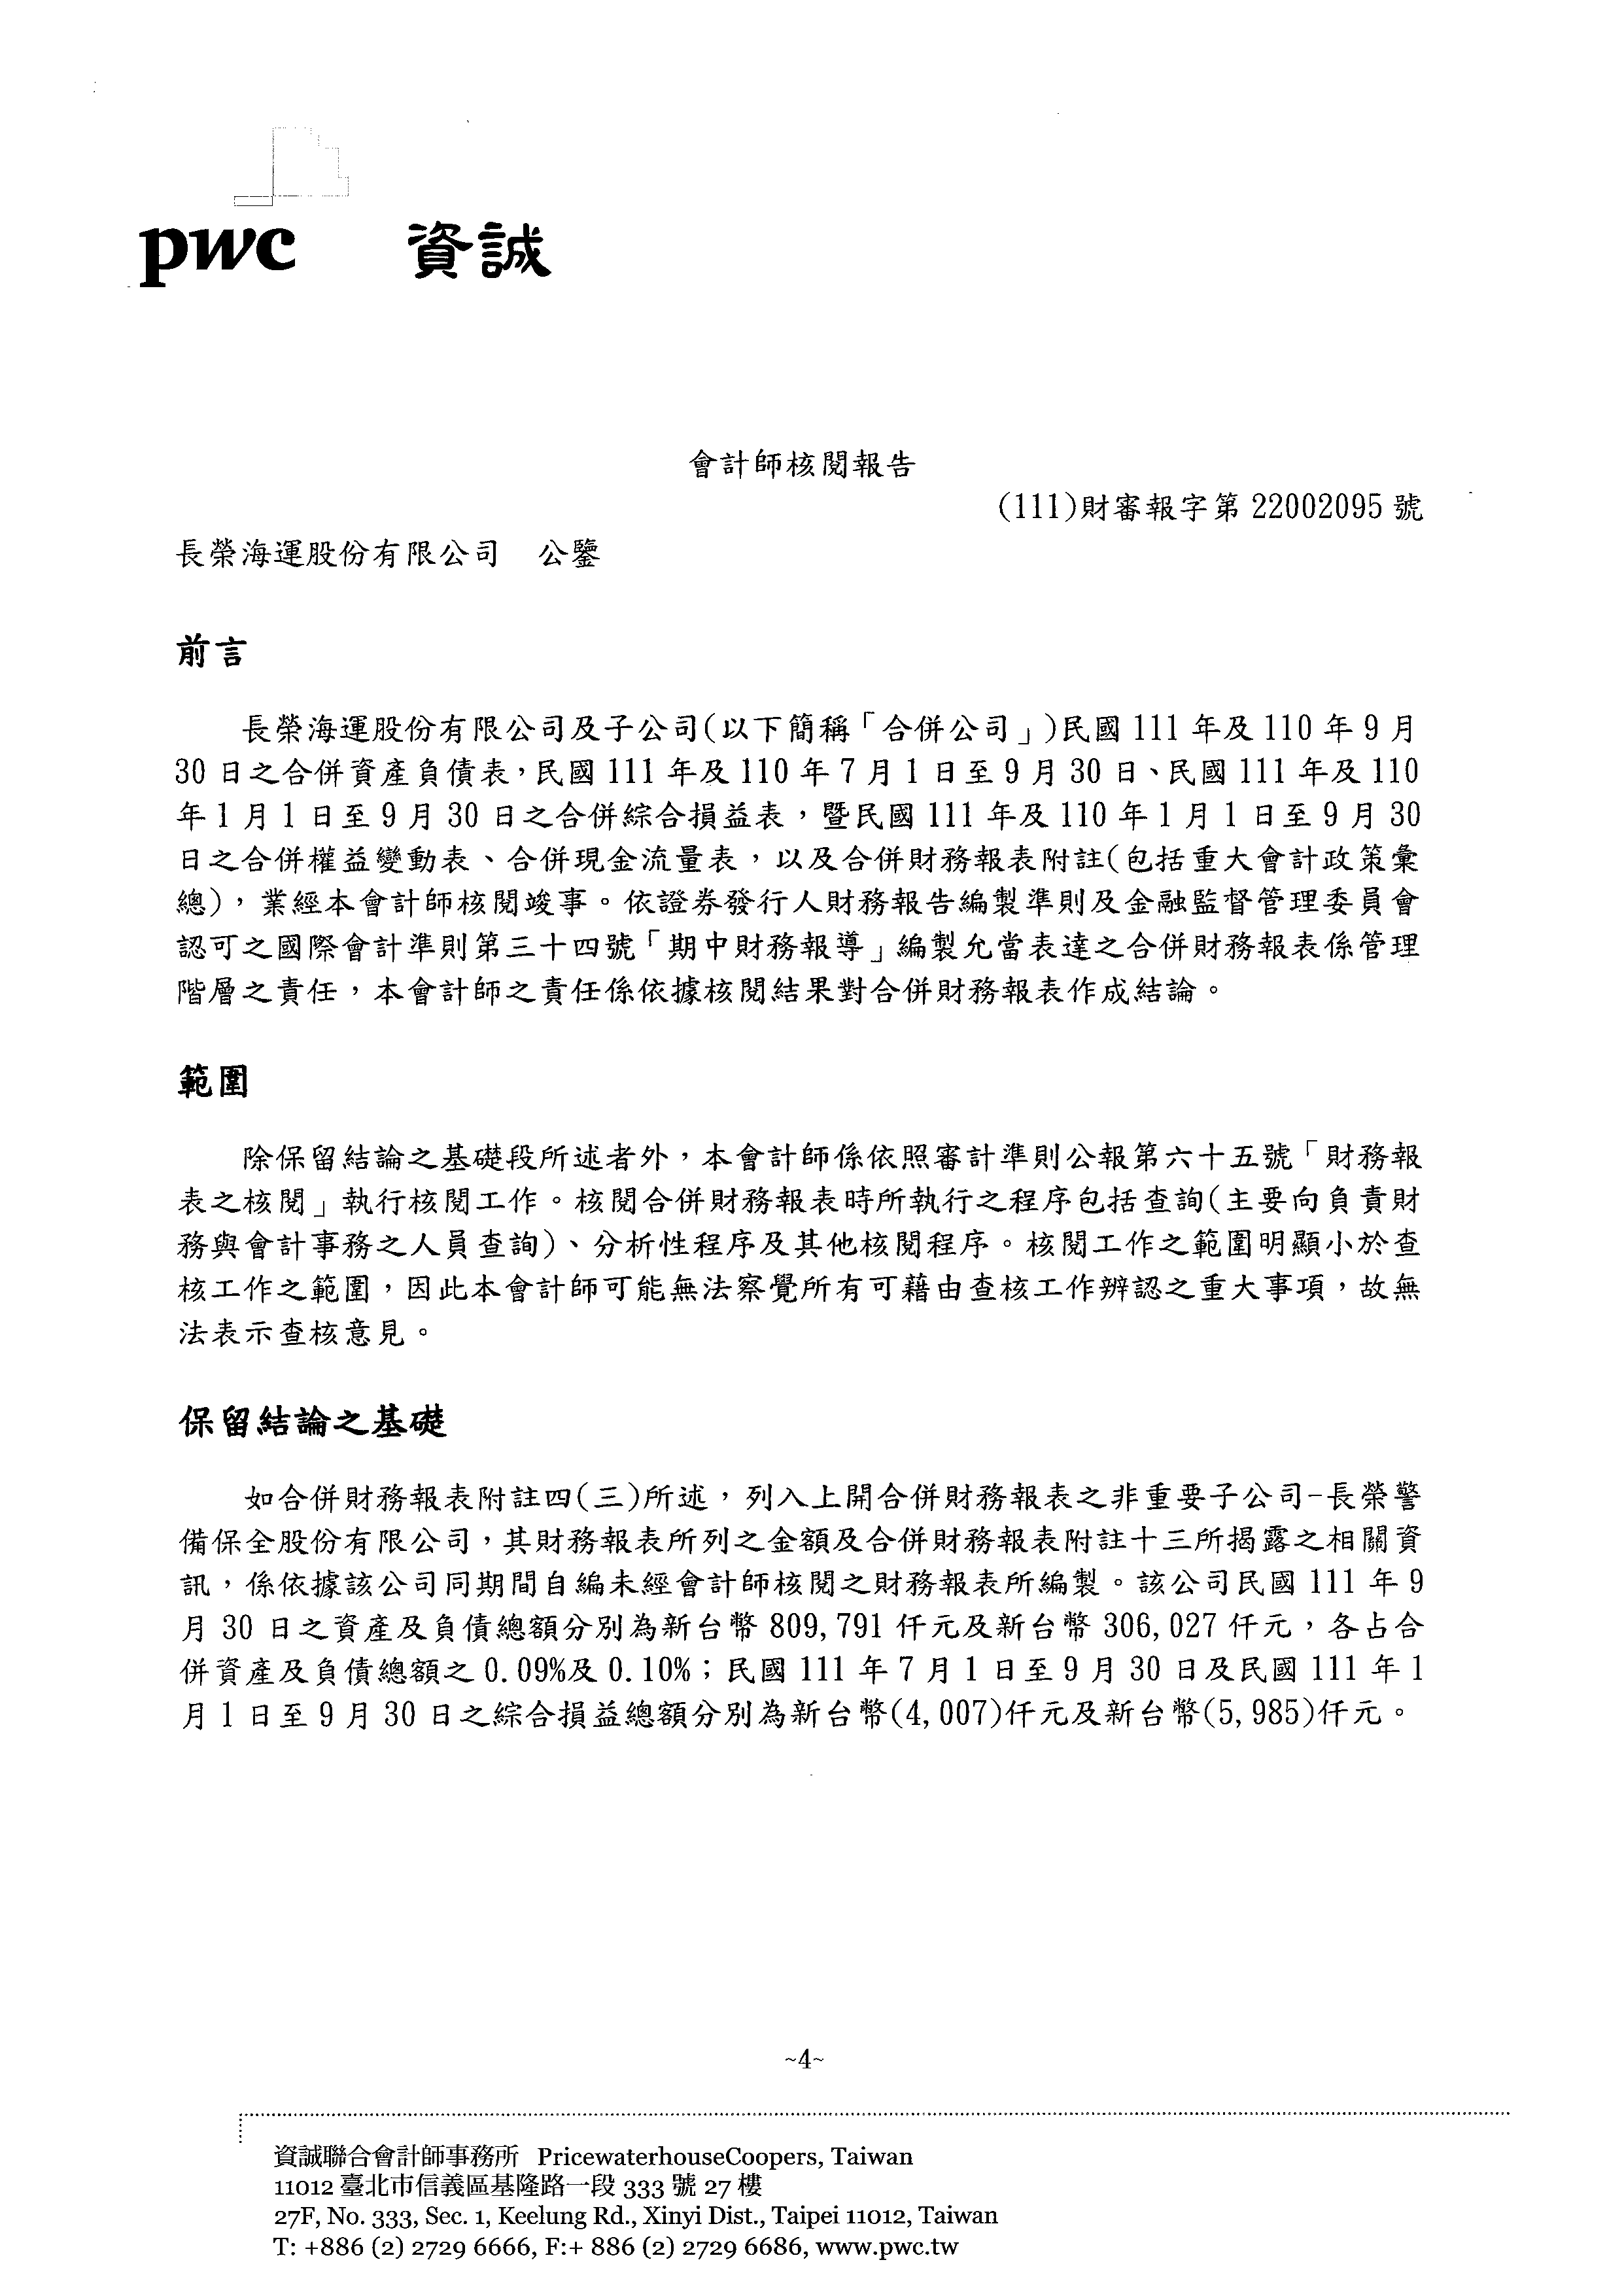 pwc 資誠
會計師核閱報告
(111)財審報字第 22002095 號
長榮海運股份有限公司 公鑒
前言
長榮海運股份有限公司及子公司(以下簡稱「合併公司」)民國 111 年及 110 年 9 月
30 日之合併資產負債表，民國 111 年及 110 年 7 月 1 日至 9 月 30 日、民國 111 年及 110
年 1 月 1 日至 9 月 30 日之合併綜合損益表，暨民國 111 年及 110 年 1 月 1 日至 9 月 30
日之合併權益變動表、合併現金流量表，以及合併財務報表附註(包括重大會計政策彙
總)，業經本會計師核閱竣事。依證券發行人財務報告編製準則及金融監督管理委員會
認可之國際會計準則第三十四號「期中財務報導」編製允當表達之合併財務報表係管理
階層之責任，本會計師之責任係依據核閱結果對合併財務報表作成結論。
範圍
除保留結論之基礎段所述者外，本會計師係依照審計準則公報第六十五號「財務報
表之核閱」執行核閱工作。核閱合併財務報表時所執行之程序包括查詢(主要向負責財
務與會計事務之人員查詢)、分析性程序及其他核閱程序。核閱工作之範圍明顯小於查
核工作之範圍，因此本會計師可能無法察覺所有可藉由查核工作辨認之重大事項，故無
法表示查核意見。
保留結論之基礎
如合併財務報表附註四(三)所述，列入上開合併財務報表之非重要子公司-長榮警
備保全股份有限公司，其財務報表所列之金額及合併財務報表附註十三所揭露之相關資
訊，係依據該公司同期間自編未經會計師核閱之財務報表所編製。該公司民國 111 年 9
月 30 日之資產及負債總額分別為新台幣 809,791 仟元及新台幣 306,027 仟元，各占合
併資產及負債總額之 0.09%及 0.10%；民國 111 年 7 月 1 日至 9 月 30 日及民國 111 年 1
月 1 日至 9 月 30 日之綜合損益總額分別為新台幣(4,007)仟元及新台幣(5,985)仟元。
~4~
資誠聯合會計師事務所 PricewaterhouseCoopers, Taiwan
11012 臺北市信義區基隆路一段 333 號 27 樓
27F, No. 333, Sec. 1, Keelung Rd., Xinyi Dist., Taipei 11012, Taiwan
T: +886 (2) 2729 6666, F:+ 886 (2) 2729 6686, www.pwc.tw